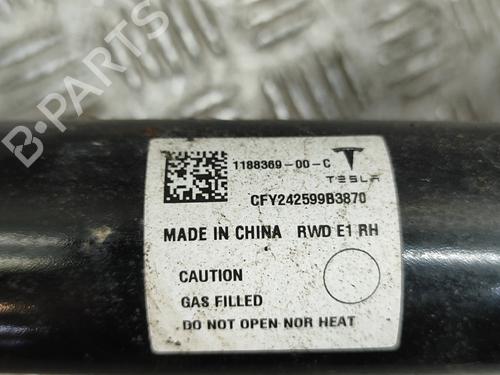 B-PARTS
1188369-00-C
TESLA
CFY242599B3870
MADE IN CHINA RWD E1 RH
CAUTION
GAS FILLED
DO NOT OPEN NOR HEAT